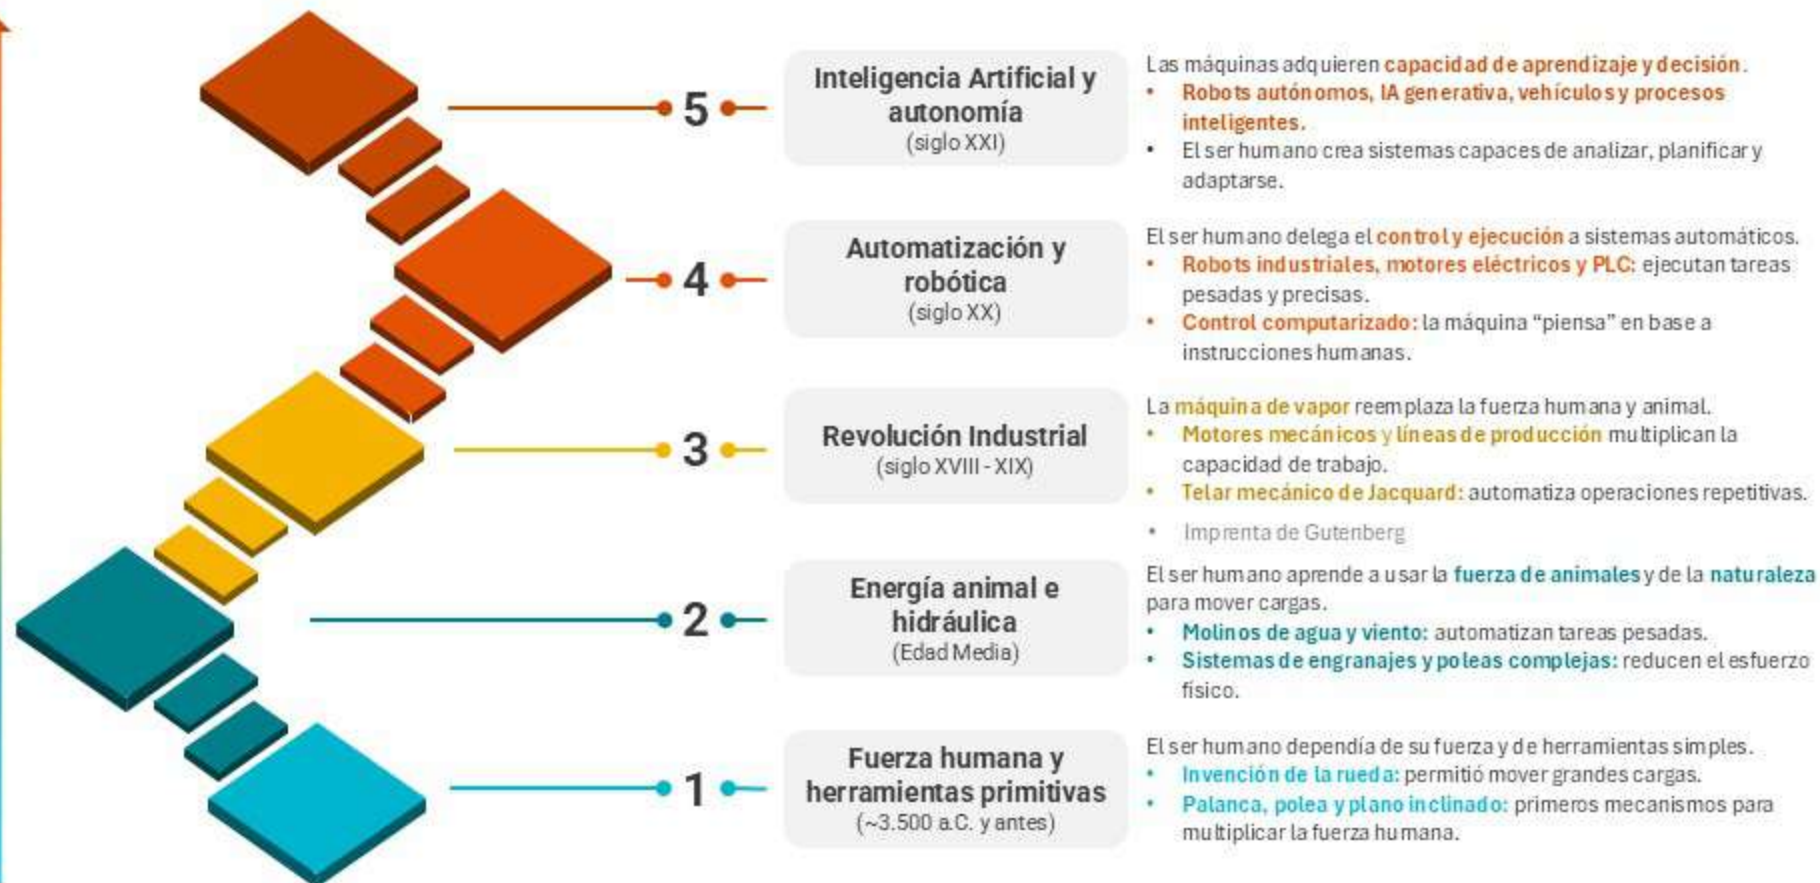 5
Inteligencia Artificial y
autonomía
(siglo XXI)
Las máquinas adquieren capacidad de aprendizaje y decisión.
• Robots autónomos, IA generativa, vehículos y procesos
inteligentes.
• El ser humano crea sistemas capaces de analizar, planificar y
adaptarse.
4
Automatización y
robótica
(siglo XX)
El ser humano delega el control y ejecución a sistemas automáticos.
• Robots industriales, motores eléctricos y PLC: ejecutan tareas
pesadas y precisas.
• Control computarizado: la máquina “piensa” en base a
instrucciones humanas.
3
Revolución Industrial
(siglo XVIII - XIX)
La máquina de vapor reemplaza la fuerza humana y animal.
• Motores mecánicos y líneas de producción multiplican la
capacidad de trabajo.
• Telar mecánico de Jacquard: automatiza operaciones repetitivas.
• Imprenta de Gutenberg
2
Energía animal e
hidráulica
(Edad Media)
El ser humano aprende a usar la fuerza de animales y de la naturaleza
para mover cargas.
• Molinos de agua y viento: automatizan tareas pesadas.
• Sistemas de engranajes y poleas complejas: reducen el esfuerzo
físico.
1
Fuerza humana y
herramientas primitivas
(~3.500 a.C. y antes)
El ser humano dependía de su fuerza y de herramientas simples.
• Invención de la rueda: permitió mover grandes cargas.
• Palanca, polea y plano inclinado: primeros mecanismos para
multiplicar la fuerza humana.